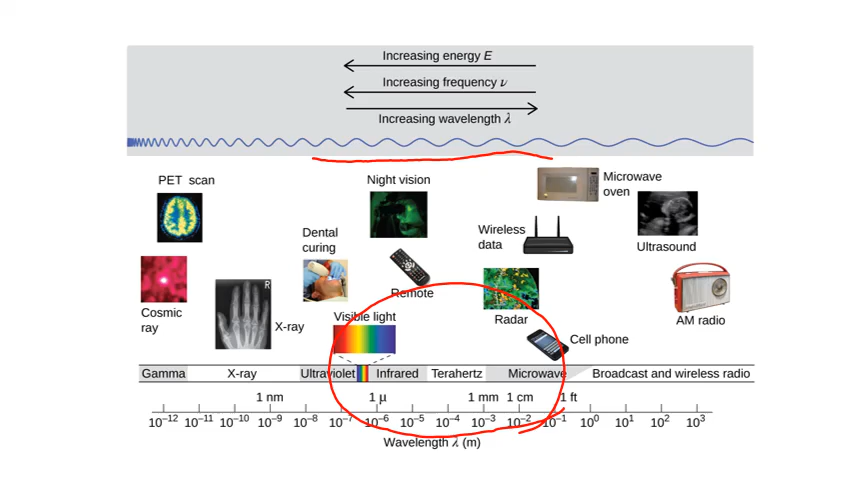 Increasing energy E
Increasing frequency ν
Increasing wavelength λ
PET scan
Night vision
Microwave
oven
Dental
curing
Wireless
data
Ultrasound
Remote
Cosmic
ray
R
X-ray
Visible light
Radar
Cell phone
AM radio
Gamma X-ray Ultraviolet Infrared Terahertz Microwave Broadcast and wireless radio
1 nm 1 µ 1 mm 1 cm 1 ft
10⁻¹² 10⁻¹¹ 10⁻¹⁰ 10⁻⁹ 10⁻⁸ 10⁻⁷ 10⁻⁶ 10⁻⁵ 10⁻⁴ 10⁻³ 10⁻² 10⁻¹ 10⁰ 10¹ 10² 10³
Wavelength λ (m)